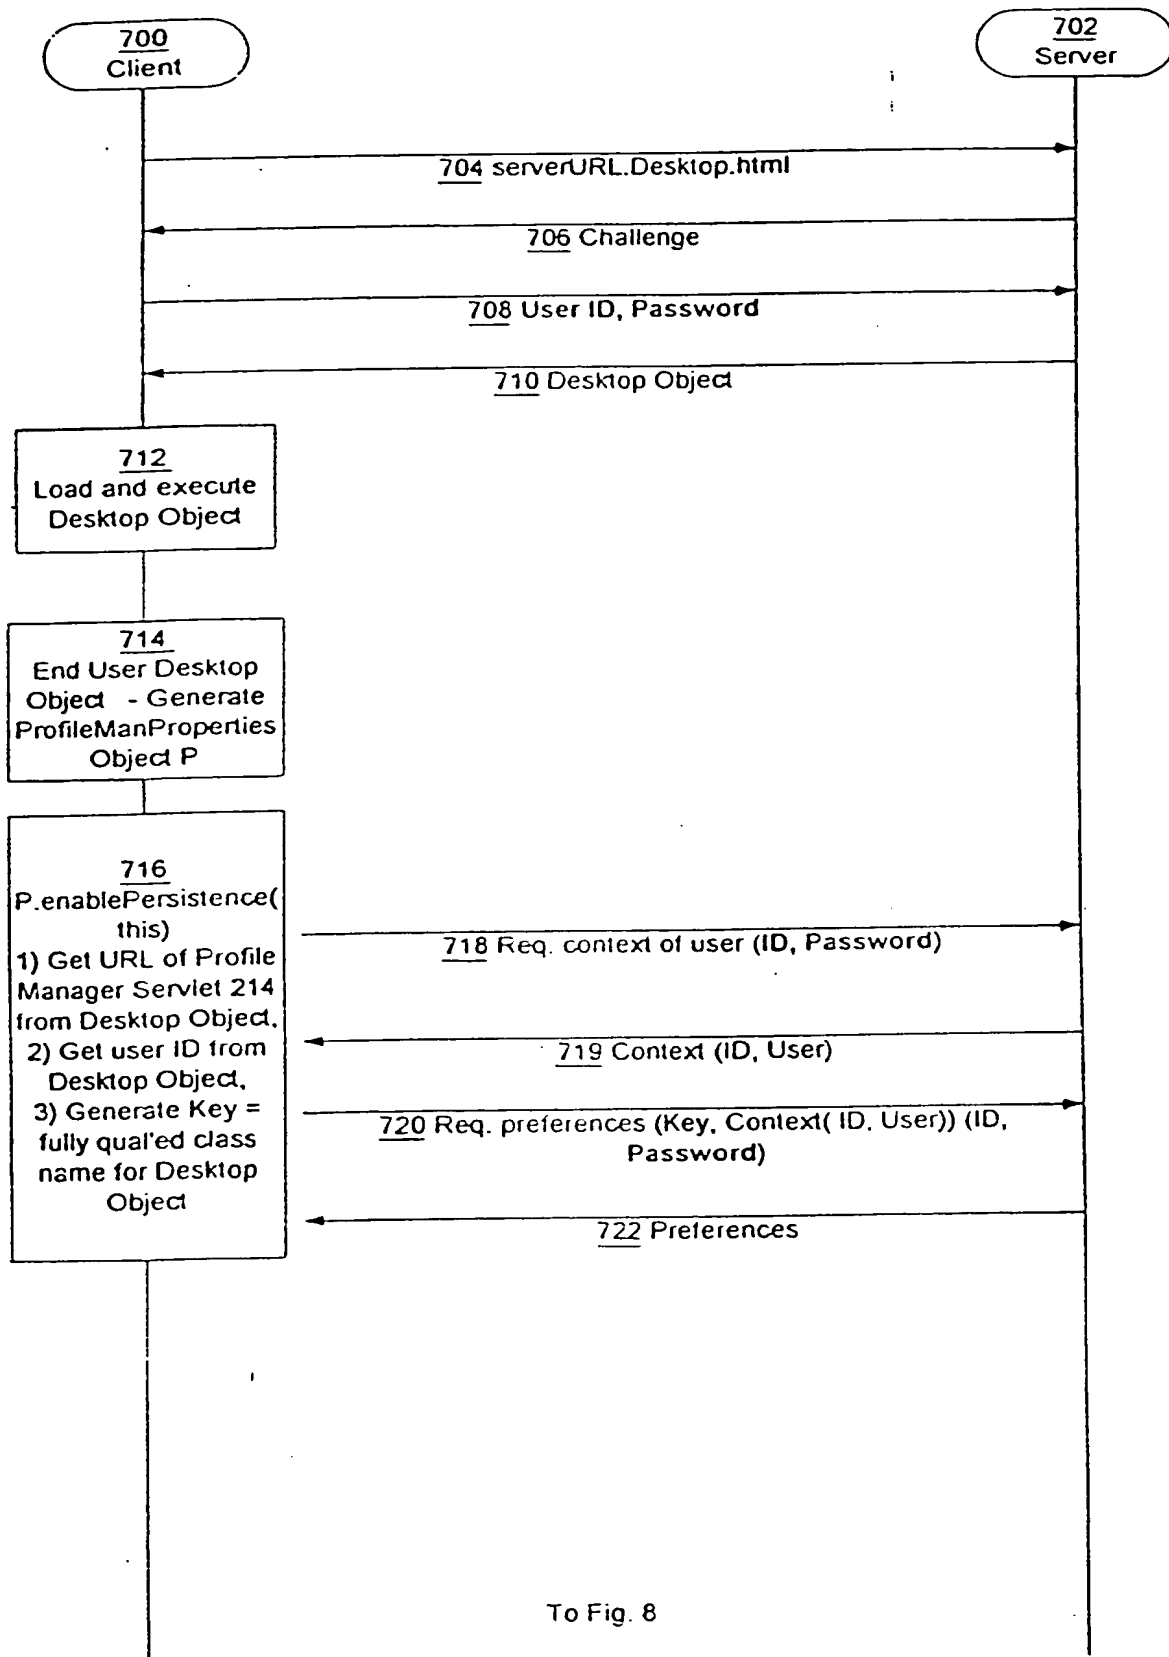 700
Client
702
Server
704 serverURL.Desktop.html
706 Challenge
708 User ID, Password
710 Desktop Object
712
Load and execute
Desktop Object
714
End User Desktop
Object - Generate
ProfileManProperties
Object P
716
P.enablePersistence(
this)
1) Get URL of Profile
Manager Servlet 214
from Desktop Object,
2) Get user ID from
Desktop Object,
3) Generate Key =
fully qual'ed class
name for Desktop
Object
718 Req. context of user (ID, Password)
719 Context (ID, User)
720 Req. preferences (Key, Context( ID, User)) (ID,
Password)
722 Preferences
To Fig. 8